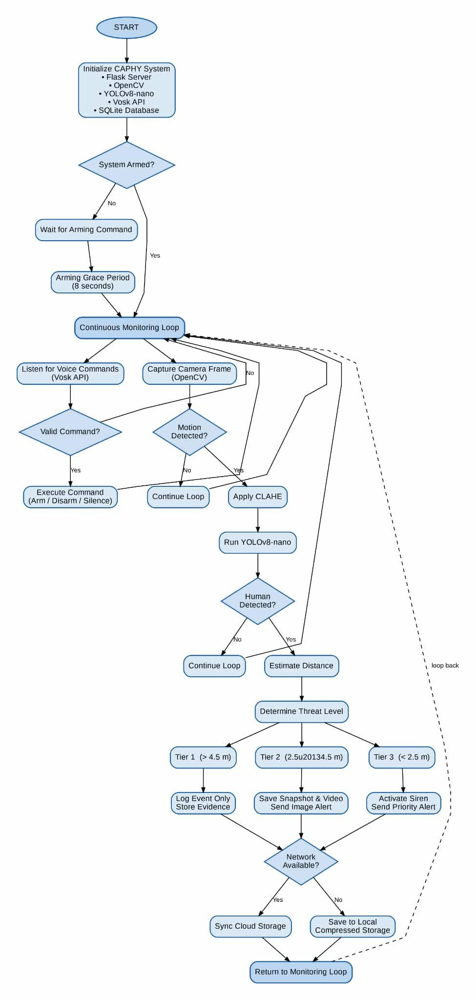 START
Initialize CAPHY System
• Flask Server
• OpenCV
• YOLOv8-nano
• Vosk API
• SQLite Database
System Armed?
No
Wait for Arming Command
Yes
Arming Grace Period
(8 seconds)
Continuous Monitoring Loop
Listen for Voice Commands
(Vosk API)
Capture Camera Frame
(OpenCV)
No
Valid Command?
Motion
Detected?
Yes
No
Yes
Execute Command
(Arm / Disarm / Silence)
Continue Loop
Apply CLAHE
Run YOLOv8-nano
Human
Detected?
No
Yes
Continue Loop
Estimate Distance
loop back
Determine Threat Level
Tier 1 (> 4.5 m)
Tier 2 (2.5u20134.5 m)
Tier 3 (< 2.5 m)
Log Event Only
Store Evidence
Save Snapshot & Video
Send Image Alert
Activate Siren
Send Priority Alert
Network
Available?
Yes
No
Sync Cloud Storage
Save to Local
Compressed Storage
Return to Monitoring Loop